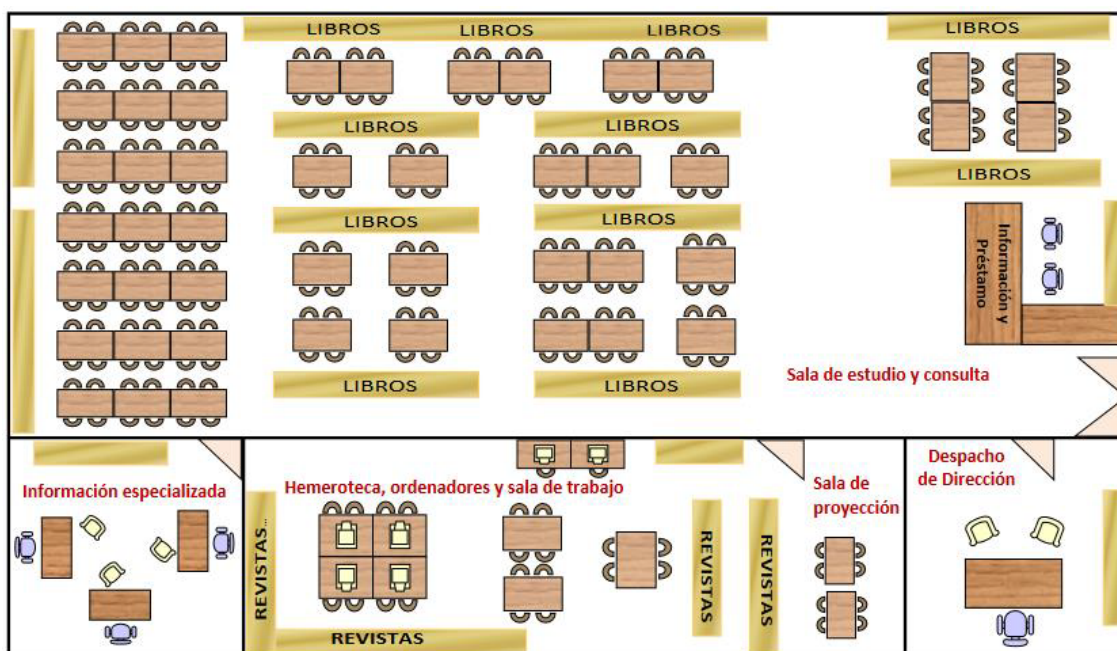 LIBROS
LIBROS
LIBROS
LIBROS
LIBROS
LIBROS
LIBROS
LIBROS
LIBROS
LIBROS
LIBROS
Información y
Préstamo
Sala de estudio y consulta
Información especializada
Hemeroteca, ordenadores y sala de trabajo
Sala de
proyección
Despacho
de Dirección
REVISTAS...
REVISTAS
REVISTAS
REVISTAS